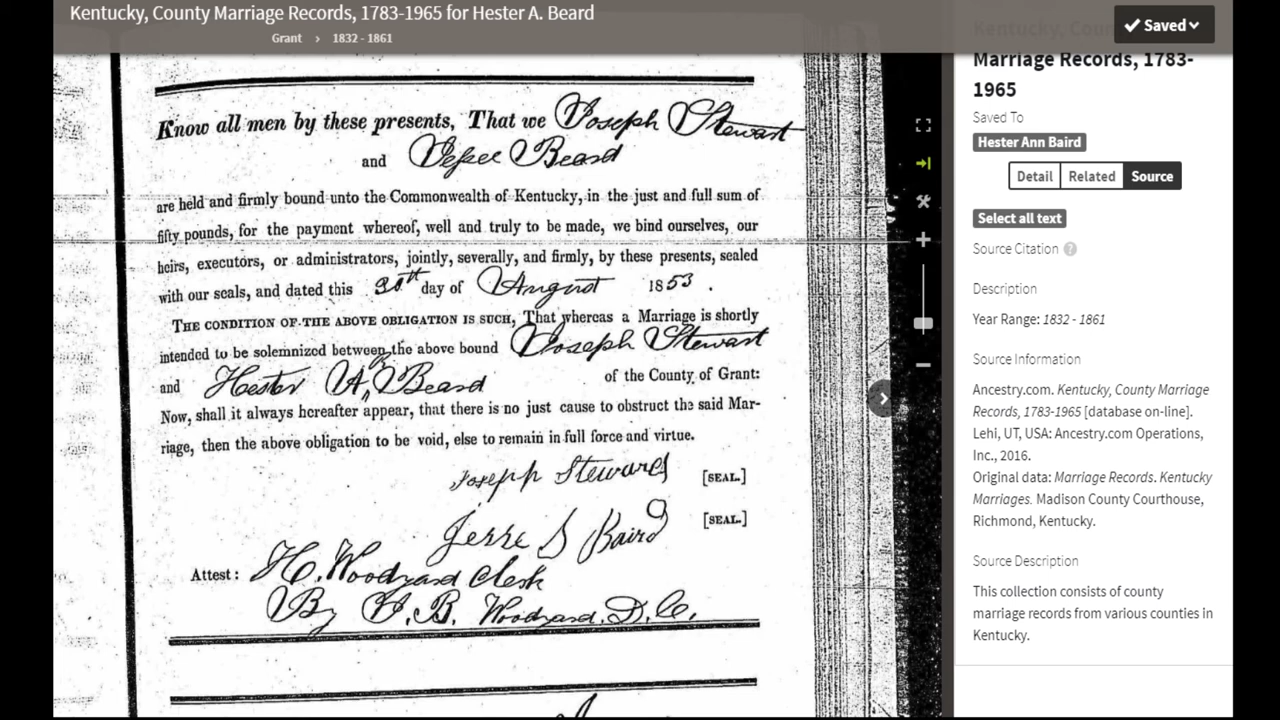 Kentucky, County Marriage Records, 1783-1965 for Hester A. Beard
Grant › 1832 - 1861
Saved
Know all men by these presents, That we Joseph Stewart
and Jesse Beard
are held and firmly bound unto the Commonwealth of Kentucky, in the just and full sum of
fifty pounds, for the payment whereof, well and truly to be made, we bind ourselves, our
heirs, executors, or administrators, jointly, severally, and firmly, by these presents, sealed
with our seals, and dated this day of August 1853.
THE CONDITION OF THE ABOVE OBLIGATION IS SUCH, That whereas a Marriage is shortly
intended to be solemnized between the above bound Joseph Stewart
and Hester A, Beard of the County of Grant:
Now, shall it always hereafter appear, that there is no just cause to obstruct the said Mar-
riage, then the above obligation to be void, else to remain in full force and virtue.
Joseph Steward [SEAL.]
Jesse S Baird [SEAL.]
Attest: H. Woodyard Clerk
By B. Woodyard D.C.
Kentucky, County
Marriage Records, 1783-
1965
Saved To
Hester Ann Baird
Detail Related Source
Select all text
Source Citation ?
Description
Year Range: 1832 - 1861
Source Information
Ancestry.com. Kentucky, County Marriage
Records, 1783-1965 [database on-line].
Lehi, UT, USA: Ancestry.com Operations,
Inc., 2016.
Original data: Marriage Records. Kentucky
Marriages. Madison County Courthouse,
Richmond, Kentucky.
Source Description
This collection consists of county
marriage records from various counties in
Kentucky.